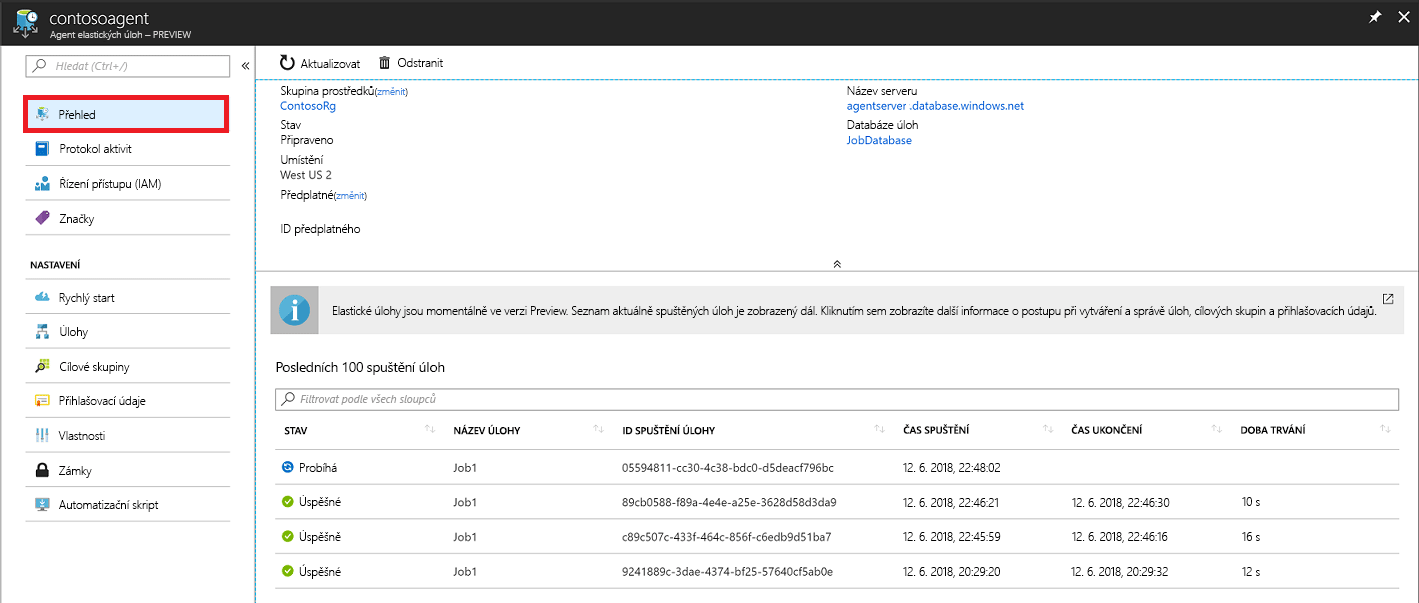 contosoagent
Agent elastických úloh – PREVIEW
Hledat (Ctrl+/)
Přehled
Protokol aktivit
Řízení přístupu (IAM)
Značky
NASTAVENÍ
Rychlý start
Úlohy
Cílové skupiny
Přihlašovací údaje
Vlastnosti
Zámky
Automatizační skript
Aktualizovat Odstranit
Skupina prostředků(změnit)
ContosoRg
Stav
Připraveno
Umístění
West US 2
Předplatné(změnit)
ID předplatného
Název serveru
agentserver .database.windows.net
Databáze úloh
JobDatabase
Elastické úlohy jsou momentálně ve verzi Preview. Seznam aktuálně spuštěných úloh je zobrazený dál. Kliknutím sem zobrazíte další informace o postupu při vytváření a správě úloh, cílových skupin a přihlašovacích údajů.
Posledních 100 spuštění úloh
Filtrovat podle všech sloupců
STAV NÁZEV ÚLOHY ID SPUŠTĚNÍ ÚLOHY ČAS SPUŠTĚNÍ ČAS UKONČENÍ DOBA TRVÁNÍ
Probíhá Job1 05594811-cc30-4c38-bdc0-d5deacf796bc 12. 6. 2018, 22:48:02
Úspěšné Job1 89cb0588-f89a-4e4e-a25e-3628d58d3da9 12. 6. 2018, 22:46:21 12. 6. 2018, 22:46:30 10 s
Úspěšně Job1 c89c507c-433f-464c-856f-c6edb9d51ba7 12. 6. 2018, 22:45:59 12. 6. 2018, 22:46:16 16 s
Úspěšné Job1 9241889c-3dae-4374-bf25-57640cf5ab0e 12. 6. 2018, 20:29:20 12. 6. 2018, 20:29:32 12 s